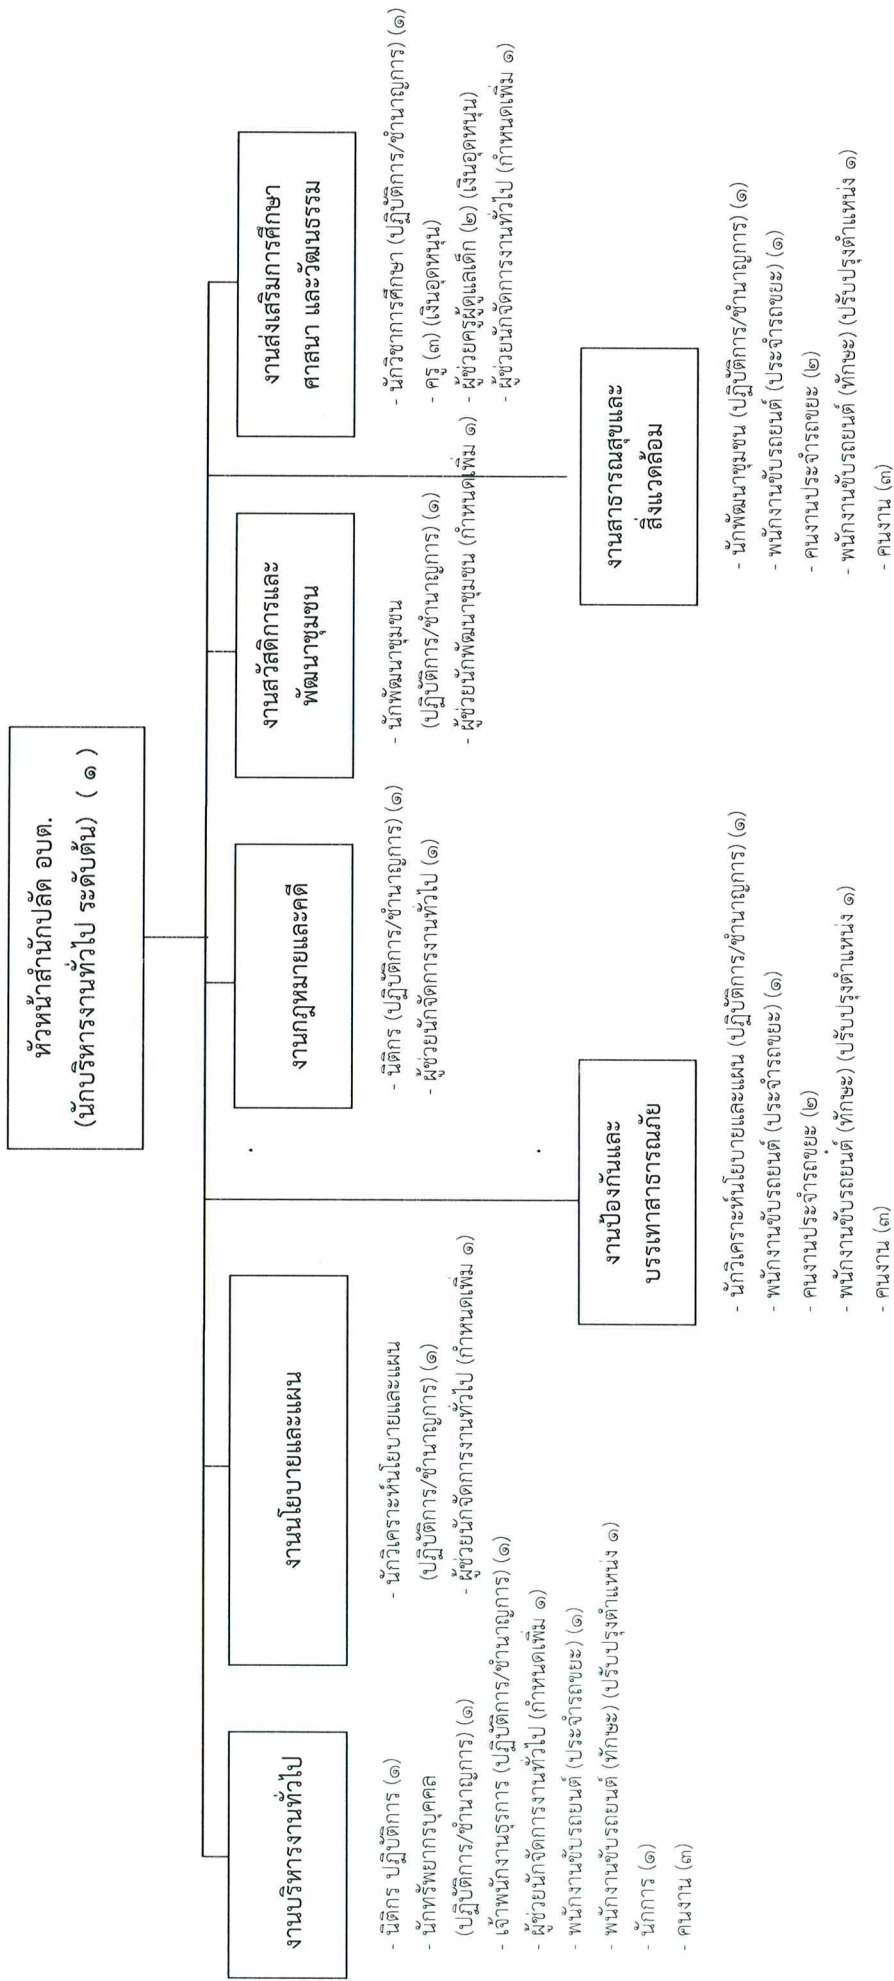 หัวหน้าสำนักปลัด อบต.
(นักบริหารงานทั่วไป ระดับต้น) ( ๑ )
งานบริหารงานทั่วไป
- นิติกร ปฏิบัติการ (๑)
- นักทรัพยากรบุคคล
(ปฏิบัติการ/ชำนาญการ) (๑)
- เจ้าพนักงานธุรการ (ปฏิบัติการ/ชำนาญการ) (๑)
- ผู้ช่วยนักจัดการงานทั่วไป (กำหนดเพิ่ม ๑)
- พนักงานขับรถยนต์ (ประจำรถขยะ) (๑)
- พนักงานขับรถยนต์ (ทักษะ) (ปรับปรุงตำแหน่ง ๑)
- นักการ (๑)
- คนงาน (๓)
งานนโยบายและแผน
- นักวิเคราะห์นโยบายและแผน
(ปฏิบัติการ/ชำนาญการ) (๑)
- ผู้ช่วยนักจัดการงานทั่วไป (กำหนดเพิ่ม ๑)
งานกฎหมายและคดี
- นิติกร (ปฏิบัติการ/ชำนาญการ) (๑)
- ผู้ช่วยนักจัดการงานทั่วไป (๑)
งานสวัสดิการและ
พัฒนาชุมชน
- นักพัฒนาชุมชน
(ปฏิบัติการ/ชำนาญการ) (๑)
- ผู้ช่วยนักพัฒนาชุมชน (กำหนดเพิ่ม ๑)
งานส่งเสริมการศึกษา
ศาสนา และวัฒนธรรม
- นักวิชาการศึกษา (ปฏิบัติการ/ชำนาญการ) (๑)
- ครู (๓) (เงินอุดหนุน)
- ผู้ช่วยครูผู้ดูแลเด็ก (๒) (เงินอุดหนุน)
- ผู้ช่วยนักจัดการงานทั่วไป (กำหนดเพิ่ม ๑)
งานป้องกันและ
บรรเทาสาธารณภัย
- นักวิเคราะห์นโยบายและแผน (ปฏิบัติการ/ชำนาญการ) (๑)
- พนักงานขับรถยนต์ (ประจำรถขยะ) (๑)
- คนงานประจำรถขยะ (๒)
- พนักงานขับรถยนต์ (ทักษะ) (ปรับปรุงตำแหน่ง ๑)
- คนงาน (๓)
งานสาธารณสุขและ
สิ่งแวดล้อม
- นักพัฒนาชุมชน (ปฏิบัติการ/ชำนาญการ) (๑)
- พนักงานขับรถยนต์ (ประจำรถขยะ) (๑)
- คนงานประจำรถขยะ (๒)
- พนักงานขับรถยนต์ (ทักษะ) (ปรับปรุงตำแหน่ง ๑)
- คนงาน (๓)